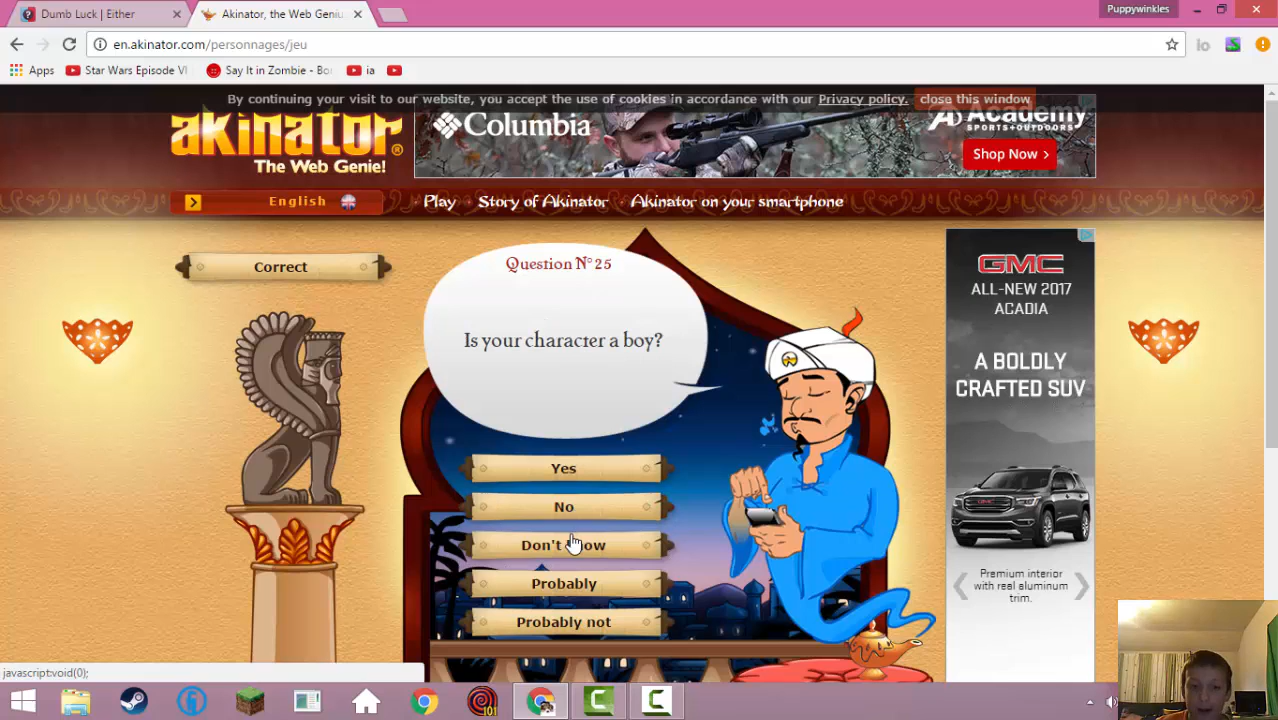 Dumb Luck | Either
Akinator, the Web Geniu
Puppywinkles
en.akinator.com/personnages/jeu
Apps
Star Wars Episode VI
Say It in Zombie - Bo
ia
io
By continuing your visit to our website, you accept the use of cookies in accordance with our Privacy policy. close this window
akinator®
The Web Genie!
Columbia
Academy
SPORTS+OUTDOORS
Shop Now >
English
Play
Story of Akinator
Akinator on your smartphone
Correct
Question N°25
Is your character a boy?
Yes
No
Don't
Probably
Probably not
GMC
ALL-NEW 2017
ACADIA
A BOLDLY
CRAFTED SUV
Premium interior
with real aluminum
trim.
javascript:void(0);
101